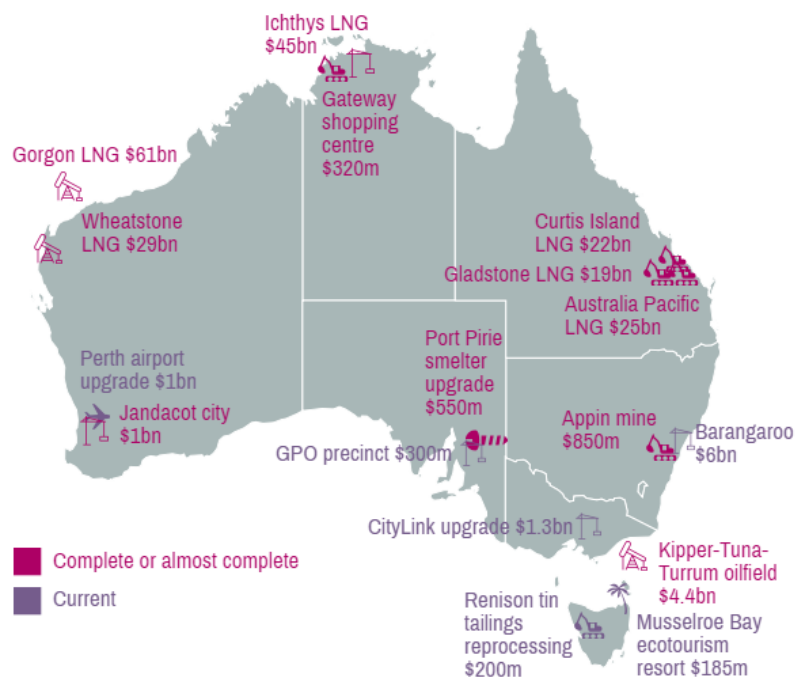 Ichthys LNG
$45bn
Gateway
shopping
centre
$320m
Gorgon LNG $61bn
Wheatstone
LNG $29bn
Curtis Island
LNG $22bn
Gladstone LNG $19bn
Australia Pacific
LNG $25bn
Port Pirie
smelter
upgrade
$550m
Perth airport
upgrade $1bn
Jandacot city
$1bn
Appin mine
$850m
Barangaroo
$6bn
GPO precinct $300m
CityLink upgrade $1.3bn
Complete or almost complete
Current
Kipper-Tuna-
Turrum oilfield
$4.4bn
Renison tin
tailings
reprocessing
$200m
Musselroe Bay
ecotourism
resort $185m